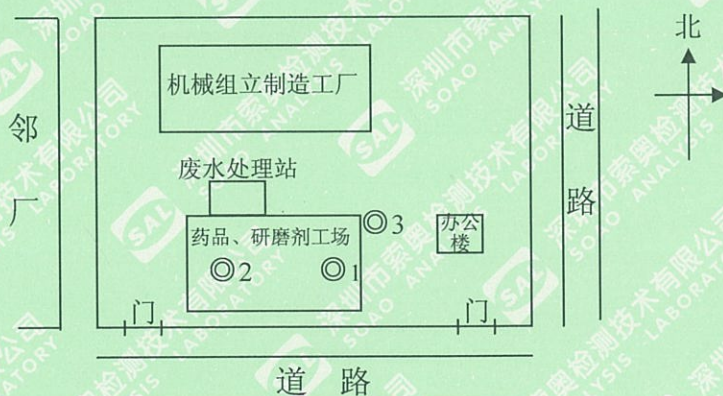 北
机械组立制造工厂
邻
厂
道
路
废水处理站
药品、研磨剂工场
◎3
办公
楼
◎2
◎1
门
门
道 路
SAL
深圳市索奥检测技术有限公司
SOAO ANALYSIS LABORATORY